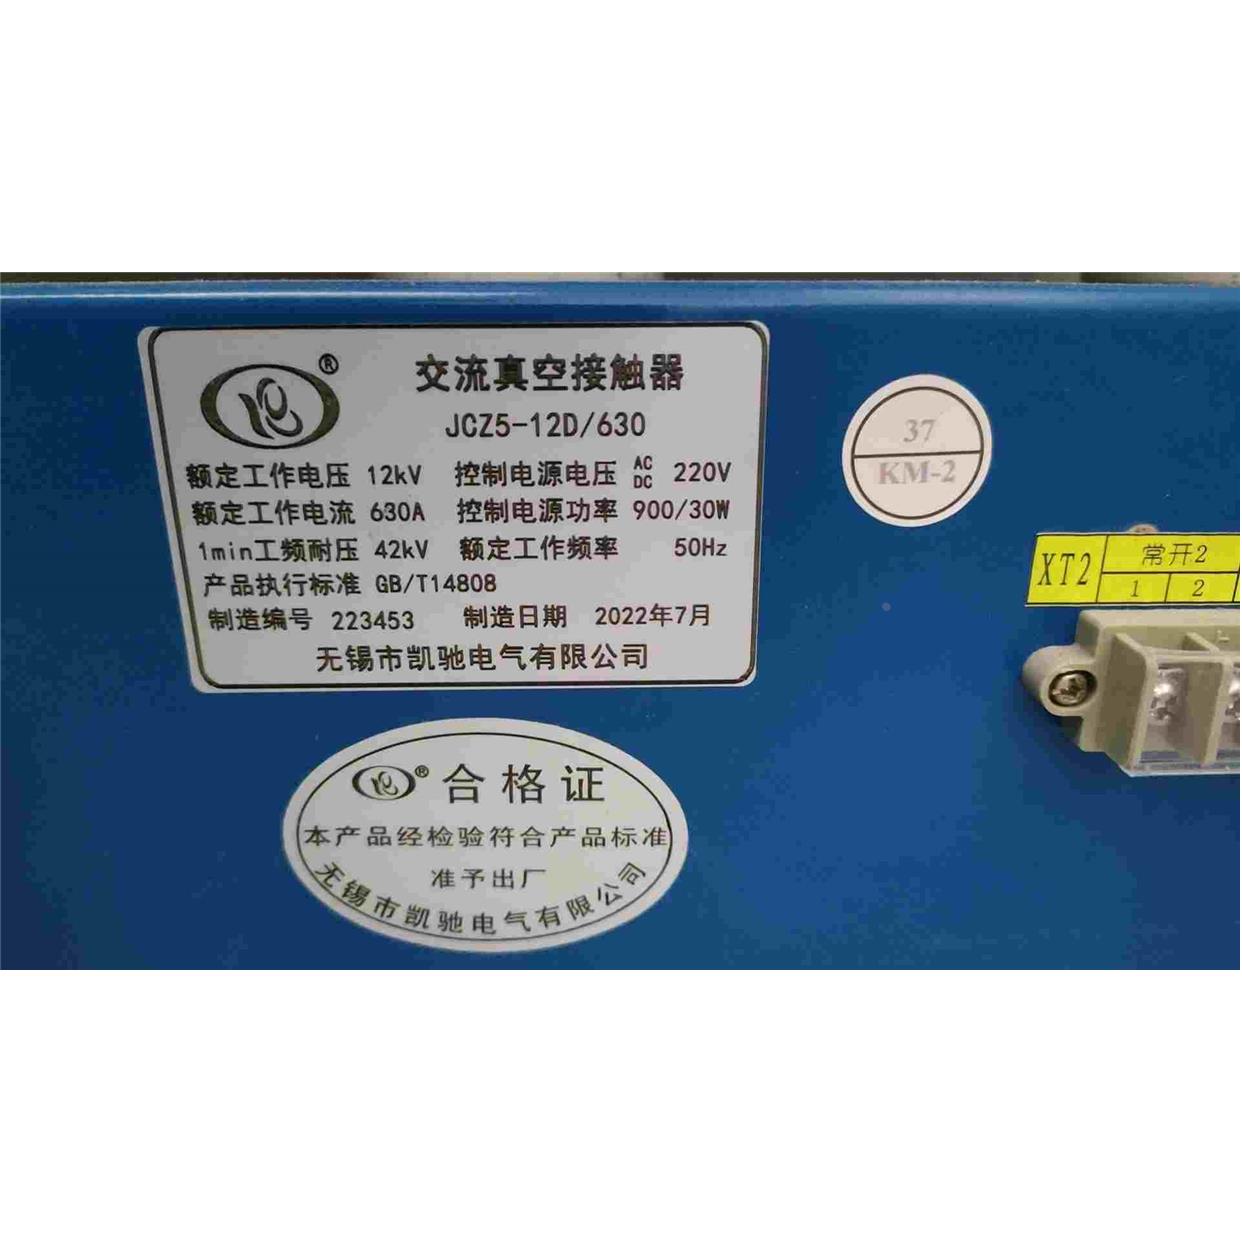 ®
交流真空接触器
JCZ5-12D/630
额定工作电压 12kV 控制电源电压 AC DC 220V
额定工作电流 630A 控制电源功率 900/30W
1min工频耐压 42kV 额定工作频率 50Hz
产品执行标准 GB/T14808
制造编号 223453 制造日期 2022年7月
无锡市凯驰电气有限公司
37
KM-2
XT2 常开2
1 2
® 合格证
本产品经检验符合产品标准
准予出厂
无锡市凯驰电气有限公司